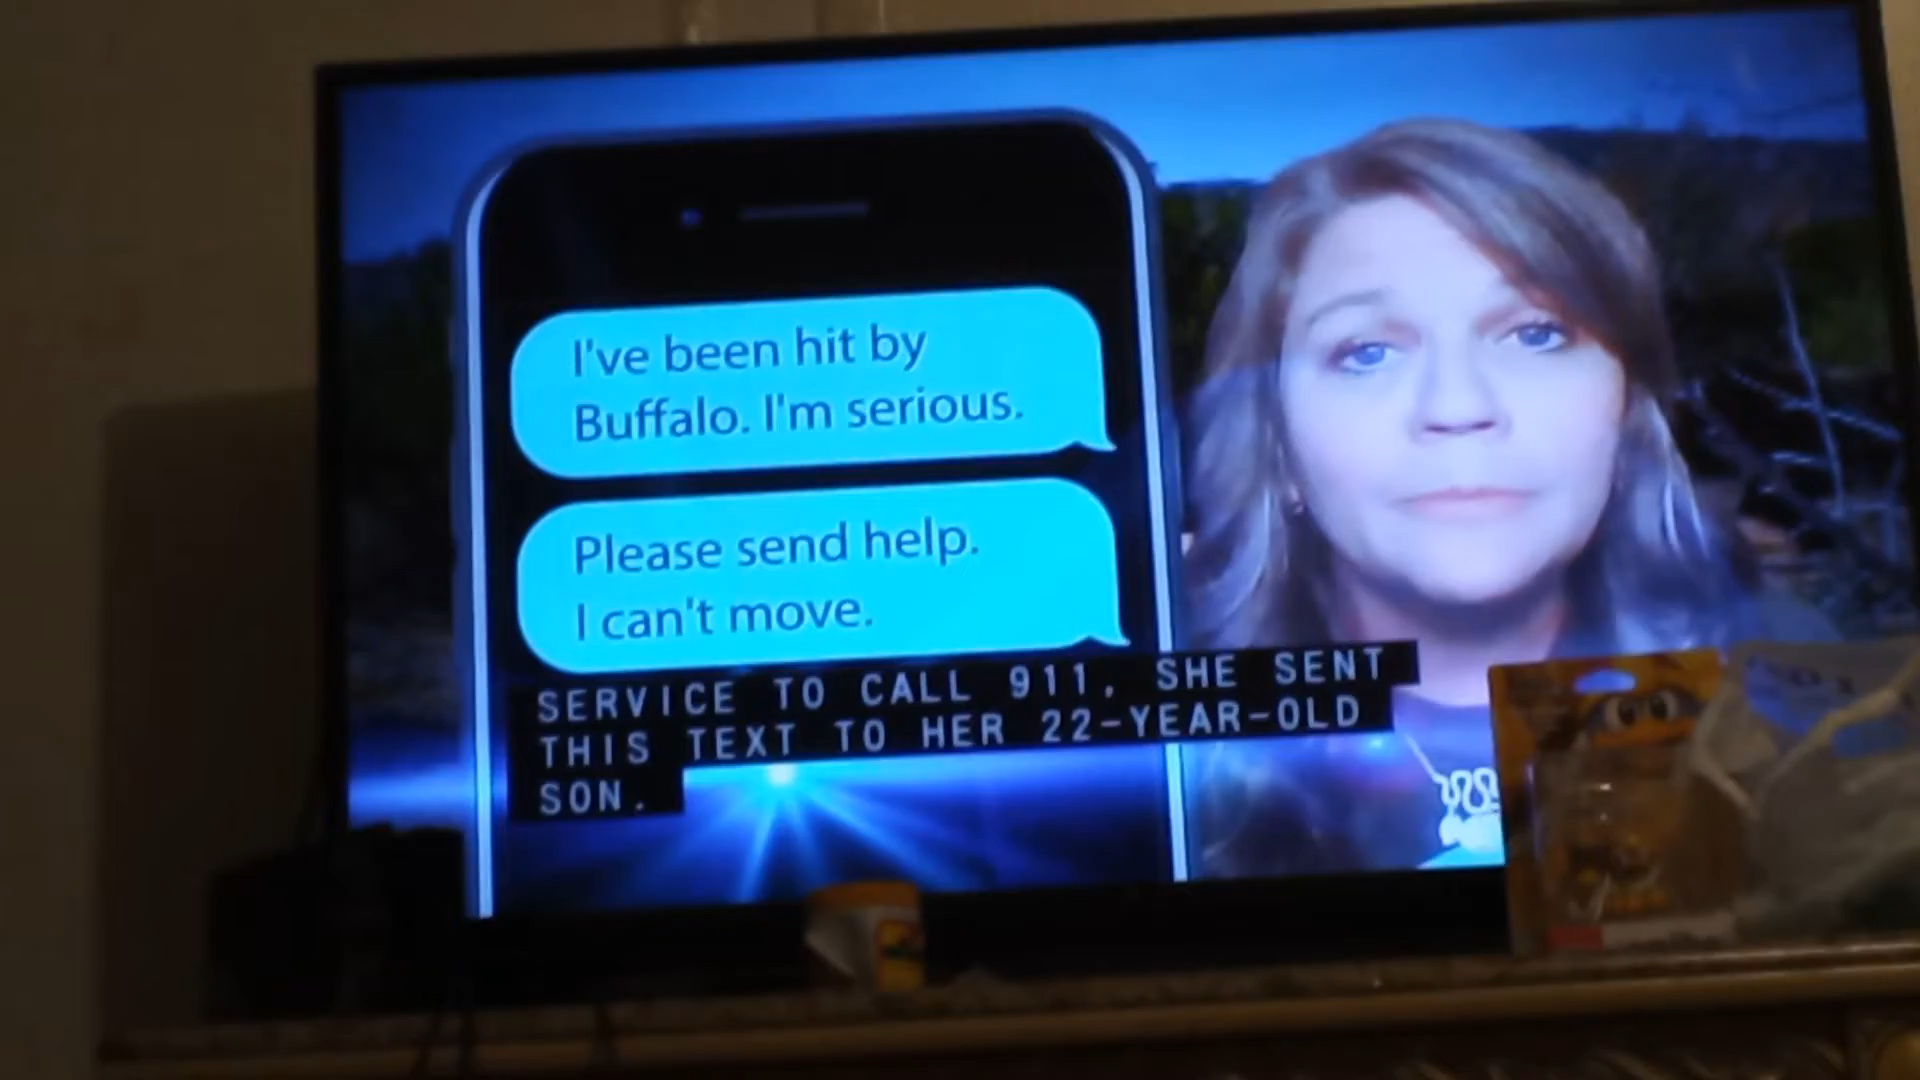 I've been hit by
Buffalo. I'm serious.
Please send help.
I can't move.
SERVICE TO CALL 911, SHE SENT
THIS TEXT TO HER 22-YEAR-OLD
SON.